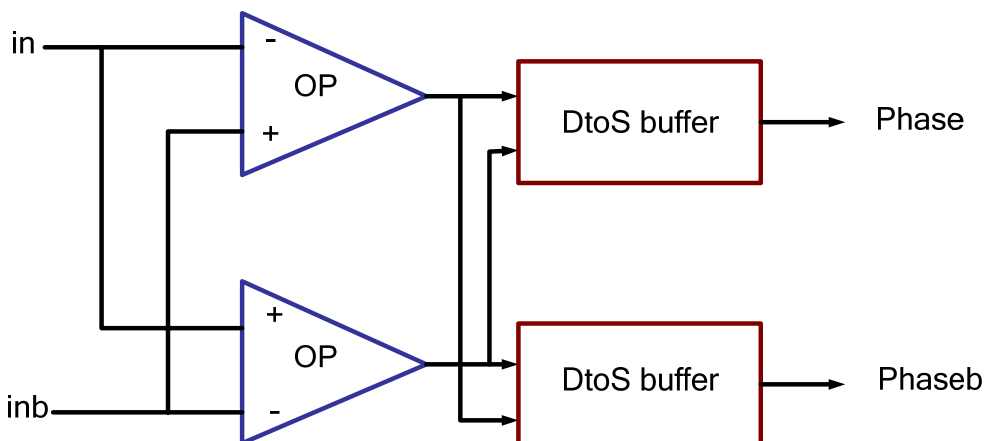 in
-
OP
+
DtoS buffer
Phase
+
OP
-
inb
DtoS buffer
Phaseb